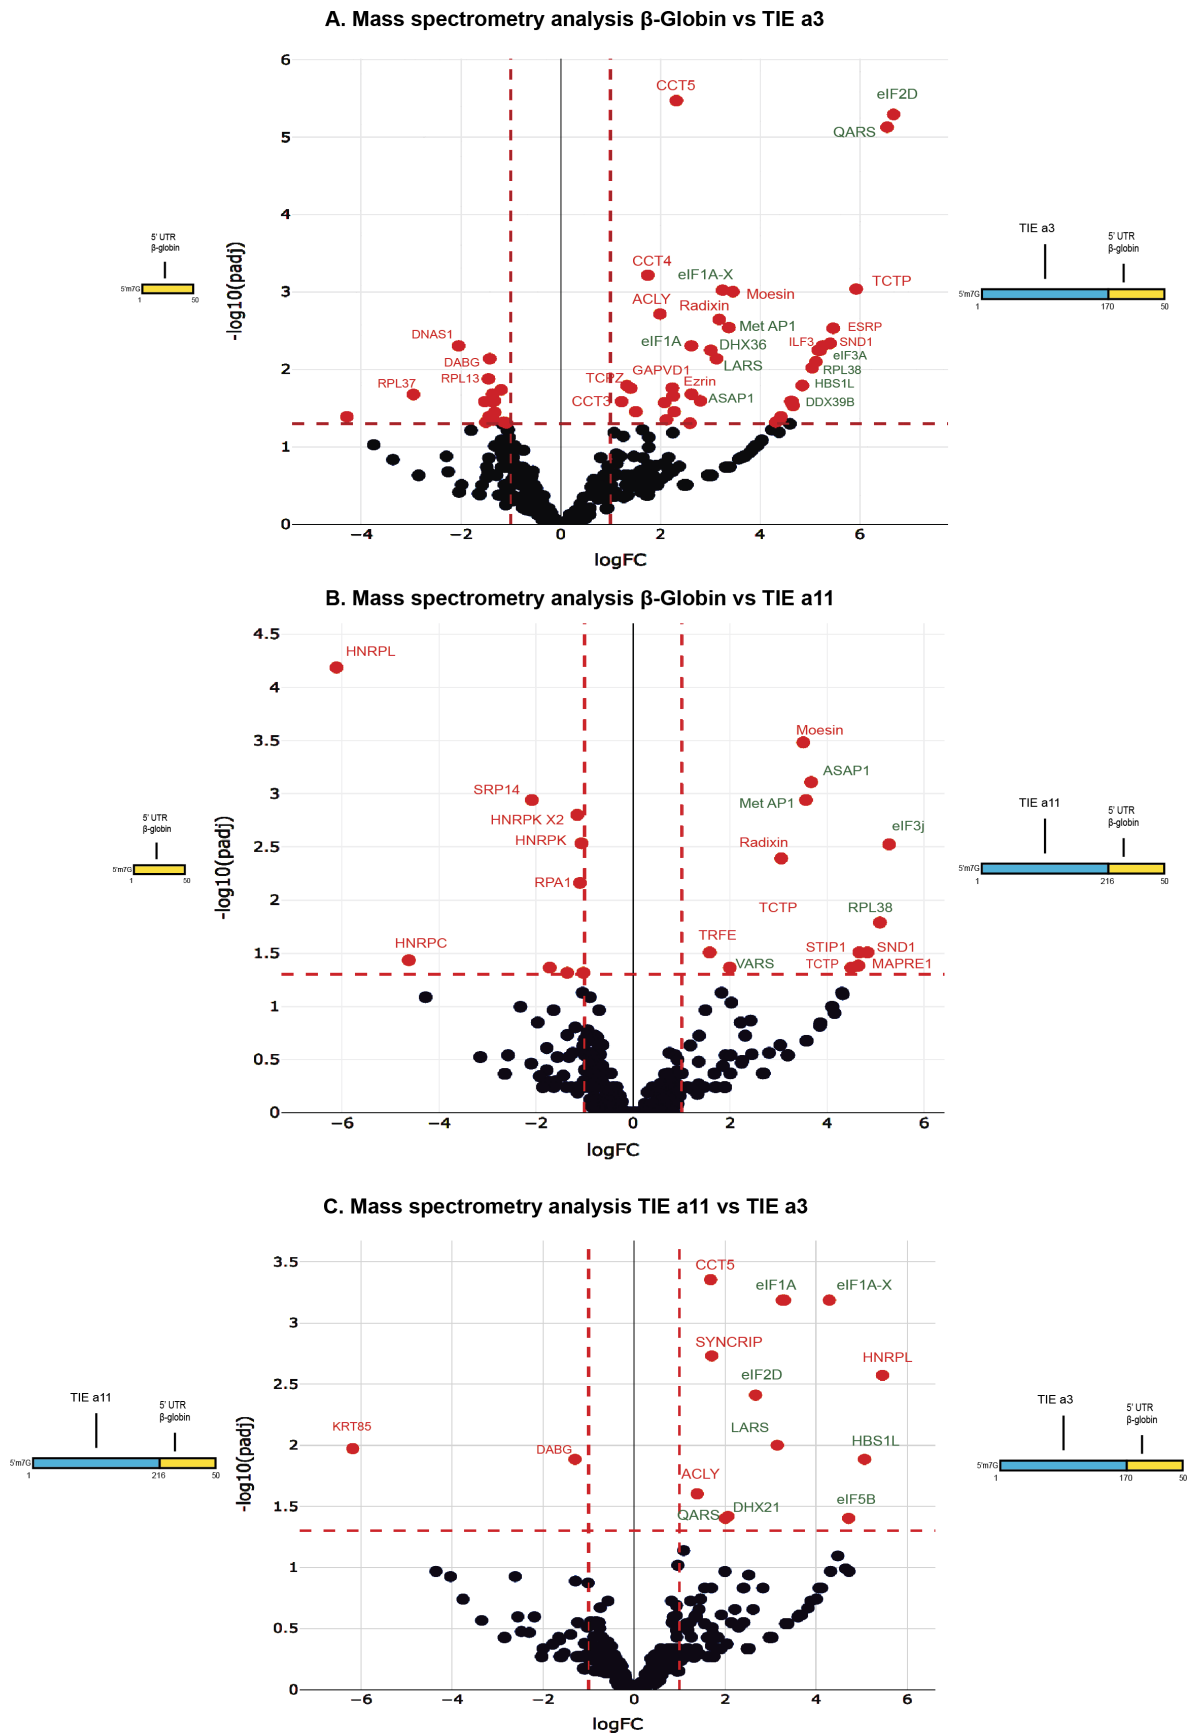 A. Mass spectrometry analysis β-Globin vs TIE a3
6
5
4
3
2
1
0
-log10(padj)
−4
−2
0
2
4
6
logFC
CCT5
eIF2D
QARS
CCT4
eIF1A-X
TCTP
ACLY
Radixin
Moesin
Met AP1
ESRP
DNAS1
eIF1A
DHX36
ILF3
SND1
DABG
LARS
eIF3A
RPL13
GAPVD1
RPL38
RPL37
TCPZ
Ezrin
HBS1L
CCT3
ASAP1
DDX39B
5' UTR
β-globin
5'm7G
1
50
TIE a3
5' UTR
β-globin
5'm7G
1
170
50
B. Mass spectrometry analysis β-Globin vs TIE a11
4.5
4
3.5
3
2.5
2
1.5
1
0.5
0
-log10(padj)
−6
−4
−2
0
2
4
6
logFC
HNRPL
Moesin
ASAP1
SRP14
Met AP1
HNRPK X2
eIF3j
HNRPK
Radixin
RPA1
TCTP
RPL38
TRFE
HNRPC
STIP1
SND1
VARS
TCTP
MAPRE1
5' UTR
β-globin
5'm7G
1
50
TIE a11
5' UTR
β-globin
5'm7G
1
216
50
C. Mass spectrometry analysis TIE a11 vs TIE a3
3.5
3
2.5
2
1.5
1
0.5
0
-log10(padj)
−6
−4
−2
0
2
4
6
logFC
CCT5
eIF1A
eIF1A-X
SYNCRIP
HNRPL
eIF2D
KRT85
LARS
DABG
HBS1L
ACLY
QARS
DHX21
eIF5B
TIE a11
5' UTR
β-globin
5'm7G
1
216
50
TIE a3
5' UTR
β-globin
5'm7G
1
170
50